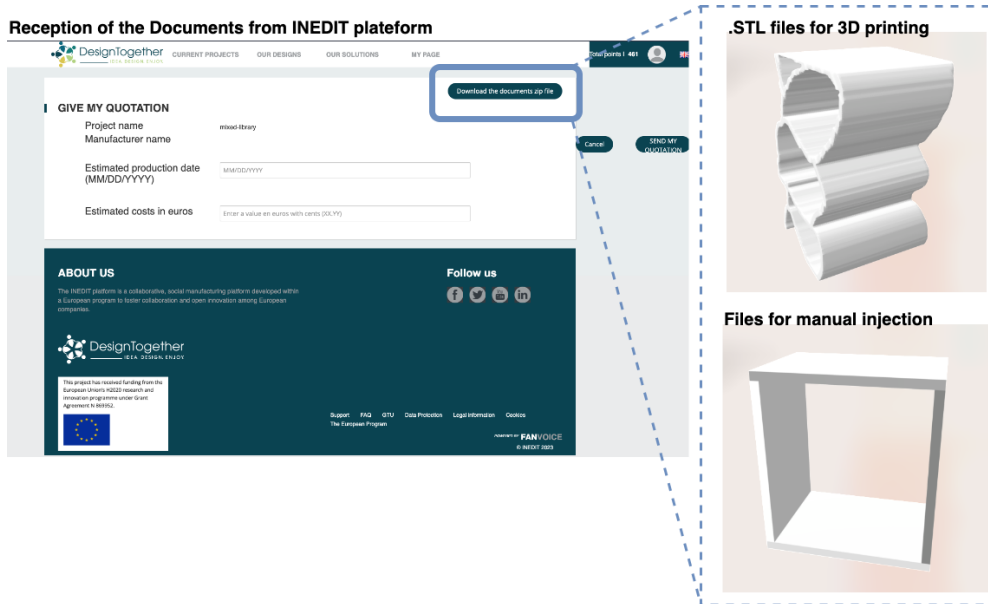 Reception of the Documents from INEDIT plateform
DesignTogether
IDEA DESIGN ENJOY
CURRENT PROJECTS
OUR DESIGNS
OUR SOLUTIONS
MY PAGE
Total points : 461
Download the documents zip file
GIVE MY QUOTATION
Project name
mixed-library
Manufacturer name
Cancel
SEND MY
QUOTATION
Estimated production date
(MM/DD/YYYY)
MM/DD/YYYY
Estimated costs in euros
Enter a value en euros with cents (XX.YY)
ABOUT US
The INEDIT platform is a collaborative, social manufacturing platform developed within
a European program to foster collaboration and open innovation among European
companies.
Follow us
DesignTogether
IDEA DESIGN ENJOY
This project has received funding from the
European Union's H2020 research and
innovation programme under Grant
Agreement N 869952.
Support
FAQ
GTU
Data Protection
Legal Information
Cookies
The European Program
POWERED BY FANVOICE
© INEDIT 2023
.STL files for 3D printing
Files for manual injection